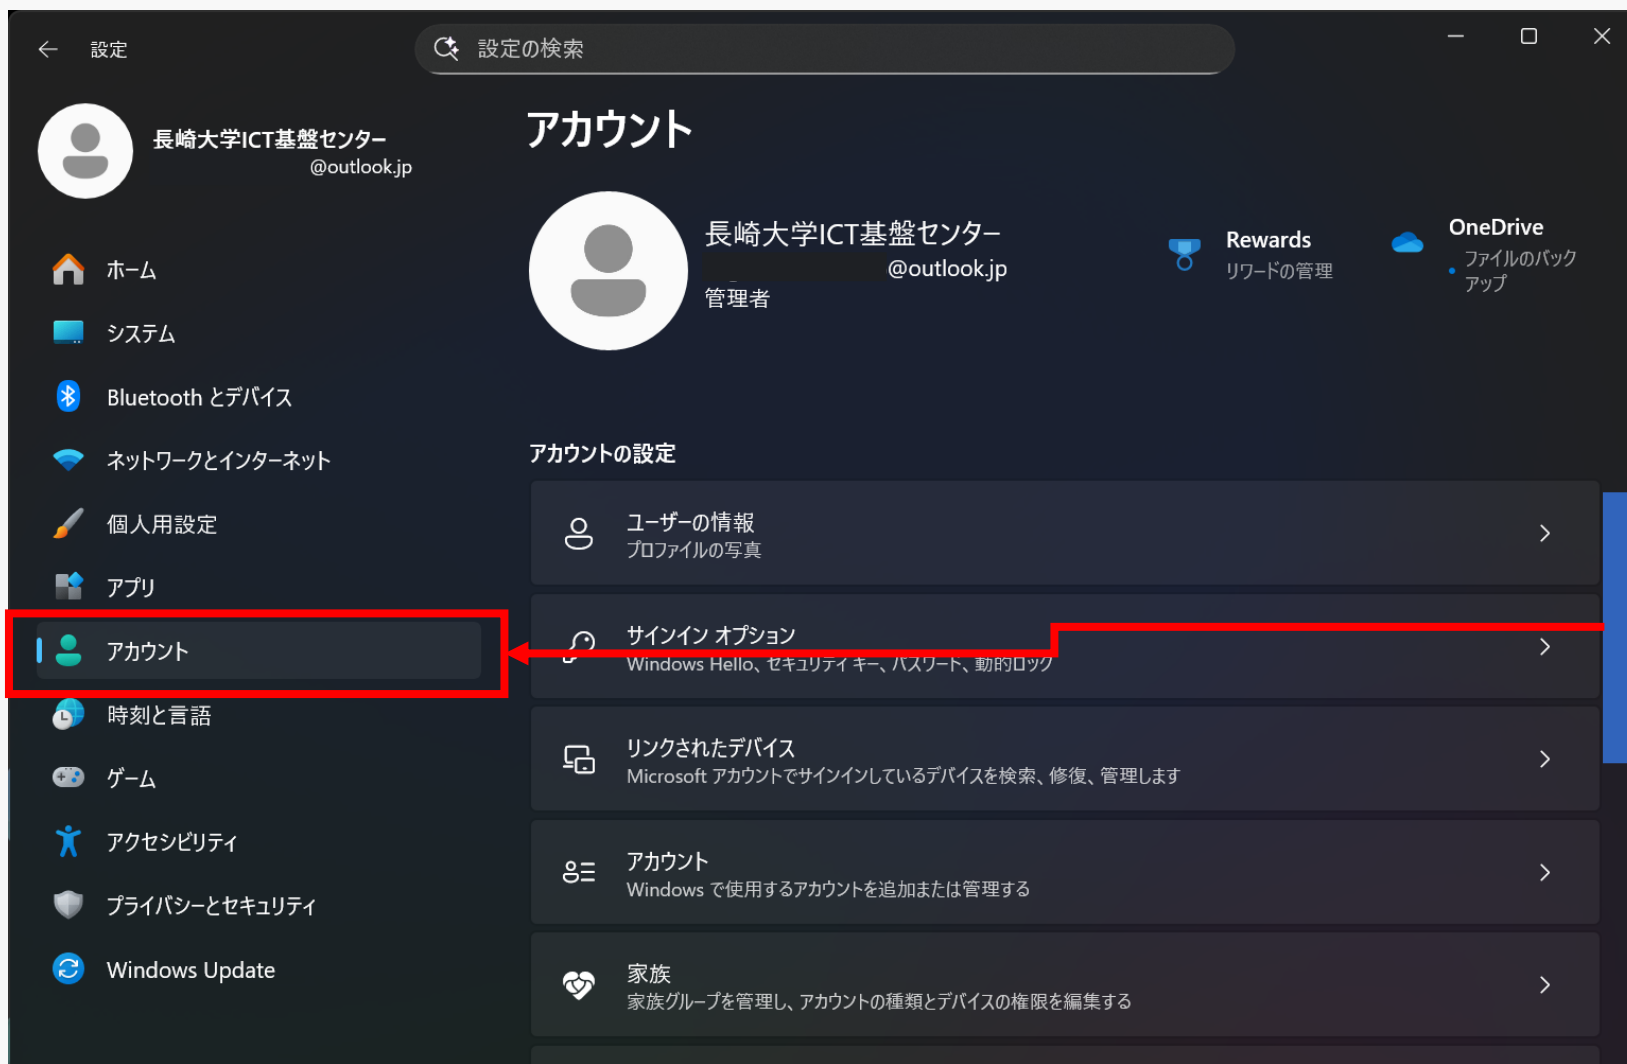 設定
設定の検索
長崎大学ICT基盤センター
@outlook.jp
ホーム
システム
Bluetooth とデバイス
ネットワークとインターネット
個人用設定
アプリ
アカウント
時刻と言語
ゲーム
アクセシビリティ
プライバシーとセキュリティ
Windows Update
アカウント
長崎大学ICT基盤センター
@outlook.jp
管理者
Rewards
リワードの管理
OneDrive
ファイルのバック
アップ
アカウントの設定
ユーザーの情報
プロファイルの写真
サインイン オプション
Windows Hello、セキュリティ キー、パスワード、動的ロック
リンクされたデバイス
Microsoft アカウントでサインインしているデバイスを検索、修復、管理します
アカウント
Windows で使用するアカウントを追加または管理する
家族
家族グループを管理し、アカウントの種類とデバイスの権限を編集する